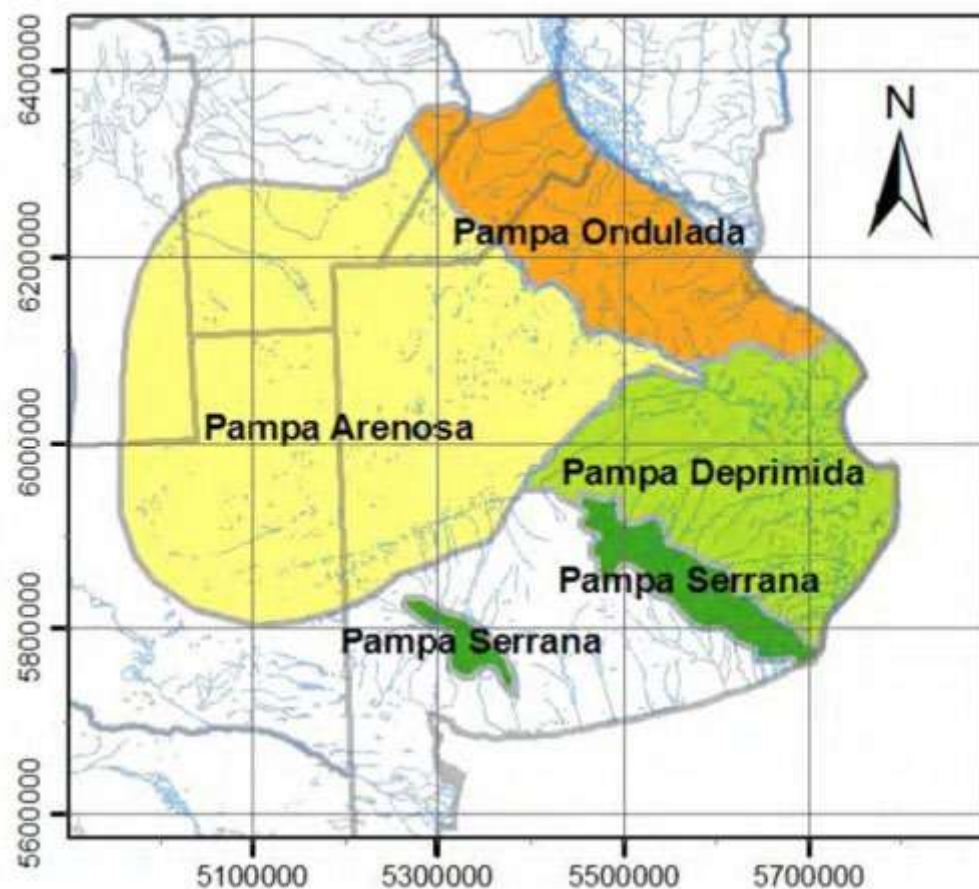 6400000
N
Pampa Ondulada
6200000
Pampa Arenosa
6000000
Pampa Deprimida
Pampa Serrana
Pampa Serrana
5800000
5600000
5100000 5300000 5500000 5700000